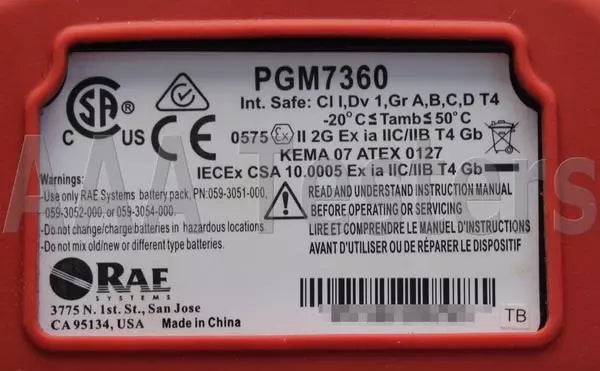 PGM7360
Int. Safe: Cl I,Dv 1,Gr A,B,C,D T4
-20°C≤Tamb≤50°C
C SA US CE 0575 Ex II 2G Ex ia IIC/IIB T4 Gb
KEMA 07 ATEX 0127
IECEx CSA 10.0005 Ex ia IIC/IIB T4 Gb
AAA Testers
Warnings:
-Use only RAE Systems battery pack, PN:059-3051-000,
059-3052-000, or 059-3054-000.
-Do not change/charge batteries in hazardous locations.
-Do not mix old/new or different type batteries.
READ AND UNDERSTAND INSTRUCTION MANUAL
BEFORE OPERATING OR SERVICING
LIRE ET COMPRENDRE LE MANUEL D'INSTRUCTIONS
AVANT D'UTILISER OU DE RÉPARER LE DISPOSITIF
RAE
SYSTEMS
3775 N. 1st. St., San Jose
CA 95134, USA Made in China
TB